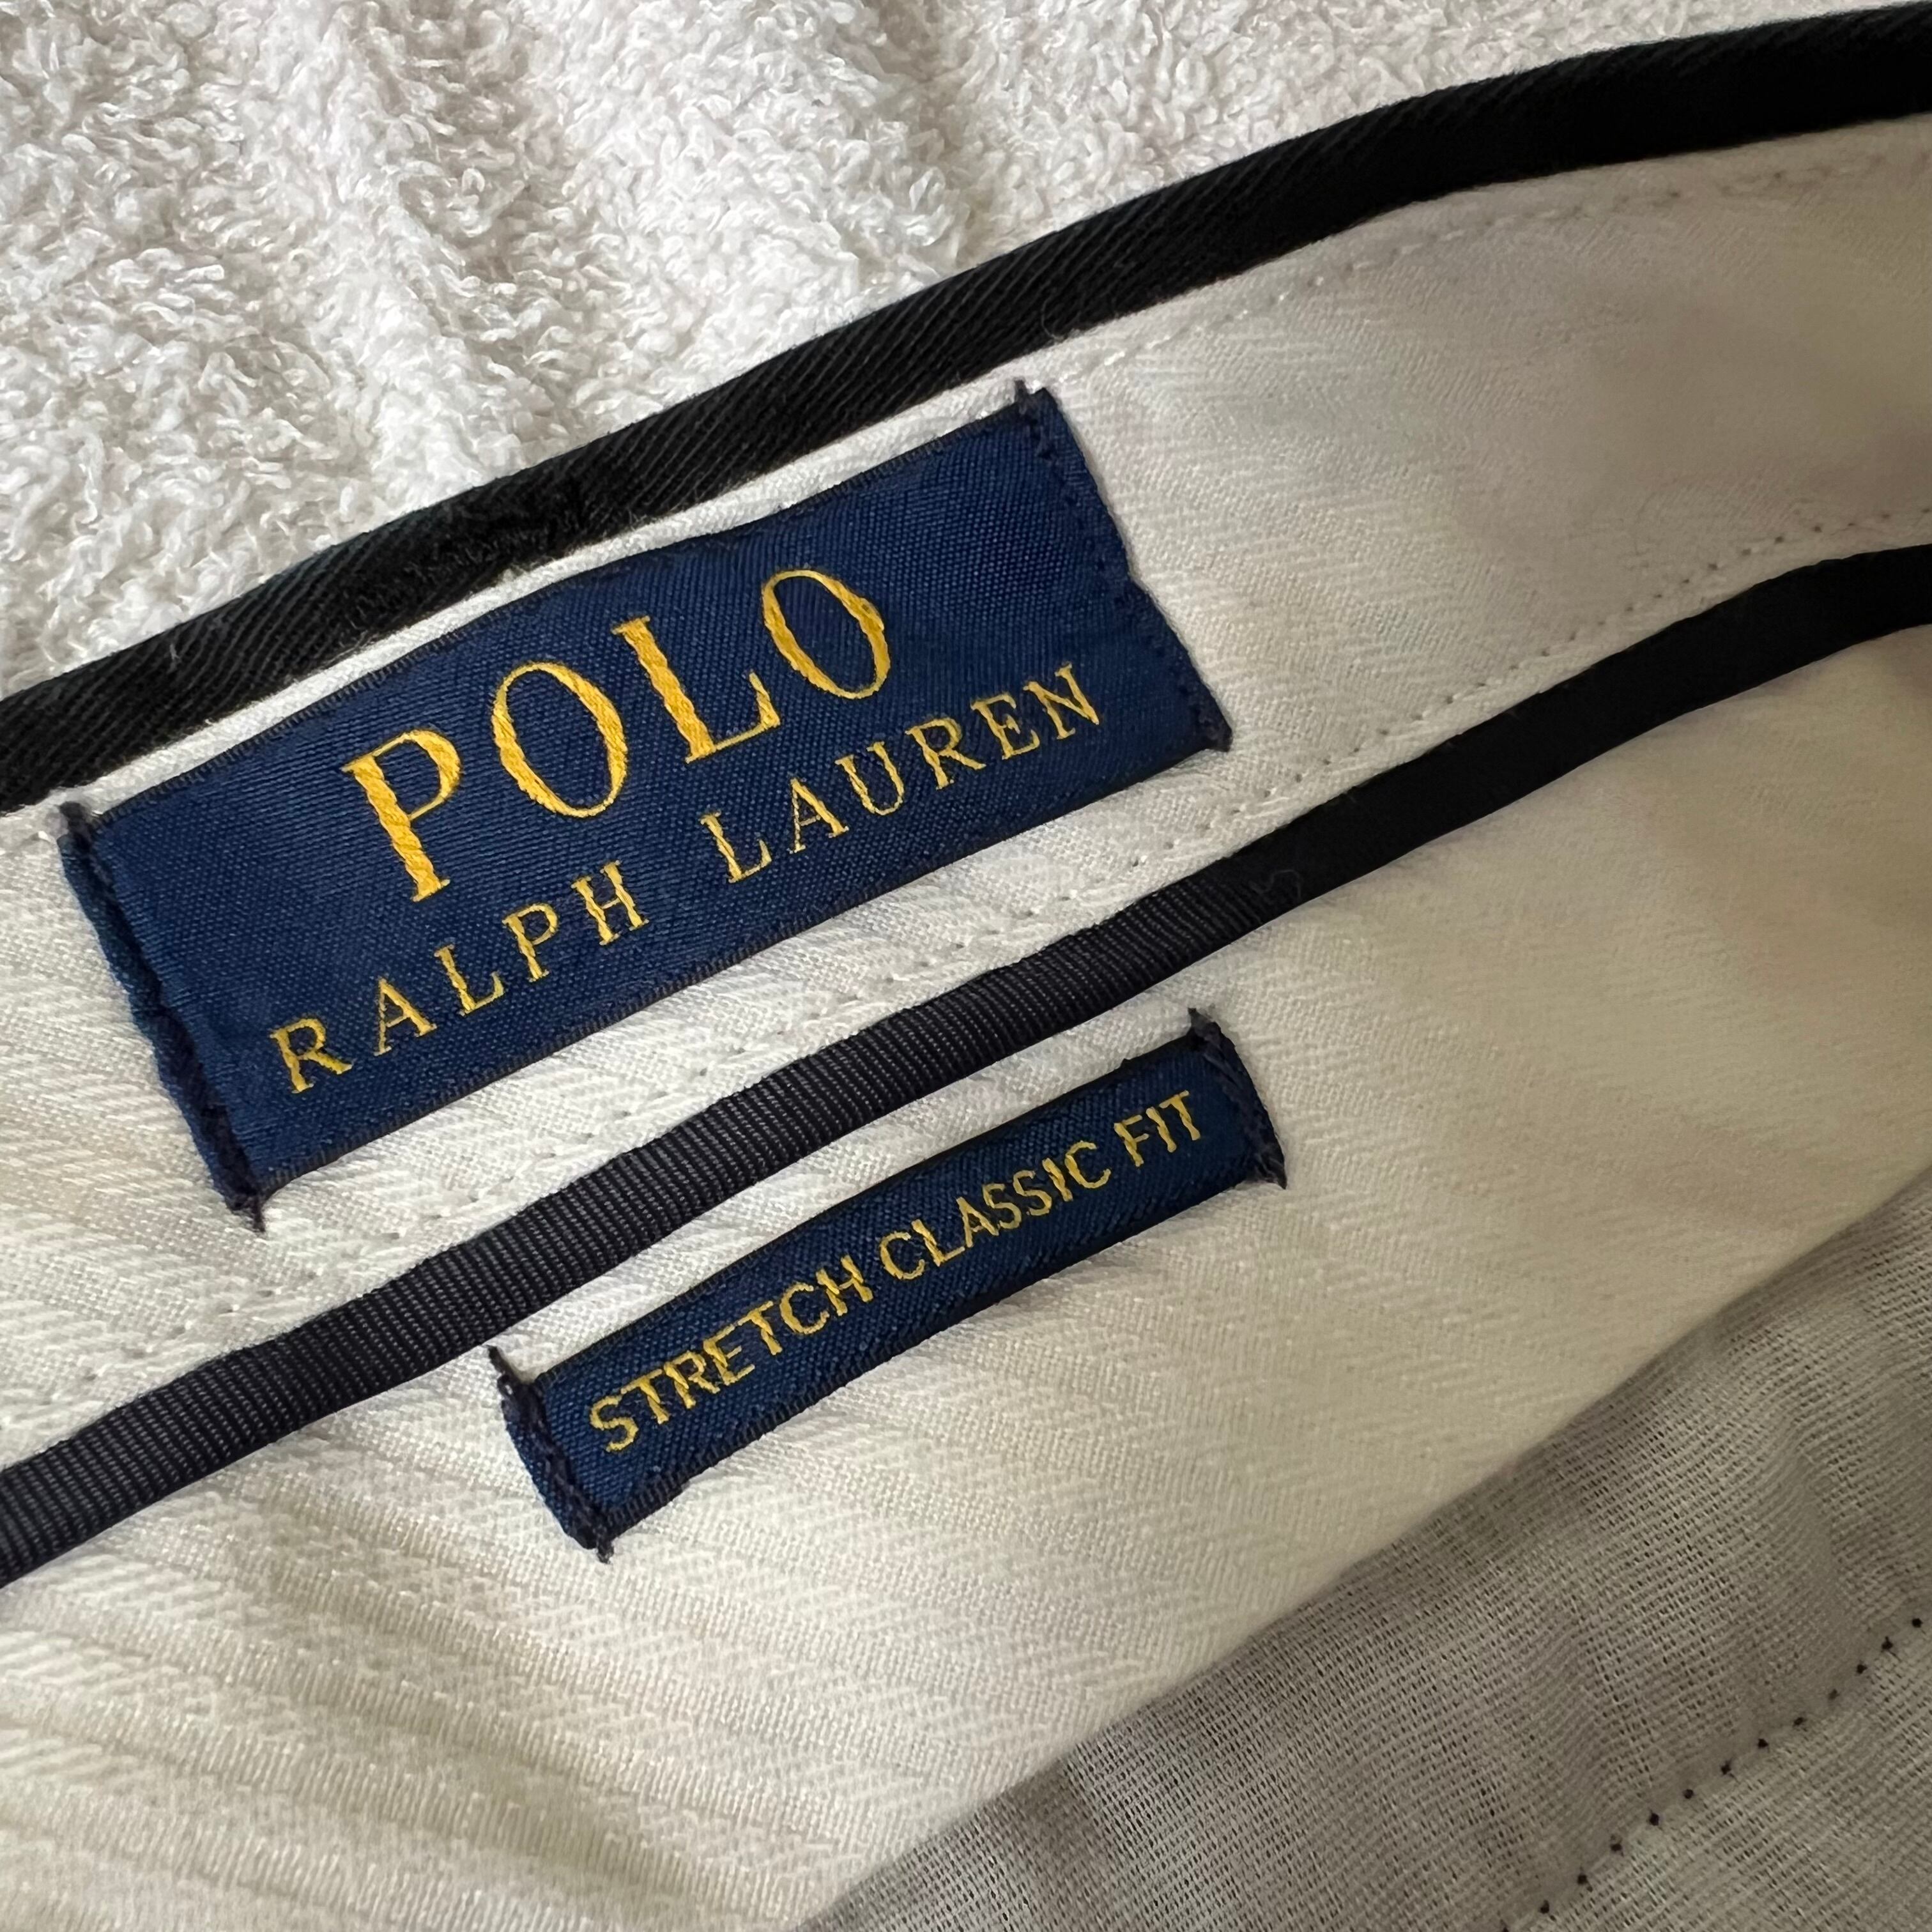 POLO
RALPH LAUREN
STRETCH CLASSIC FIT